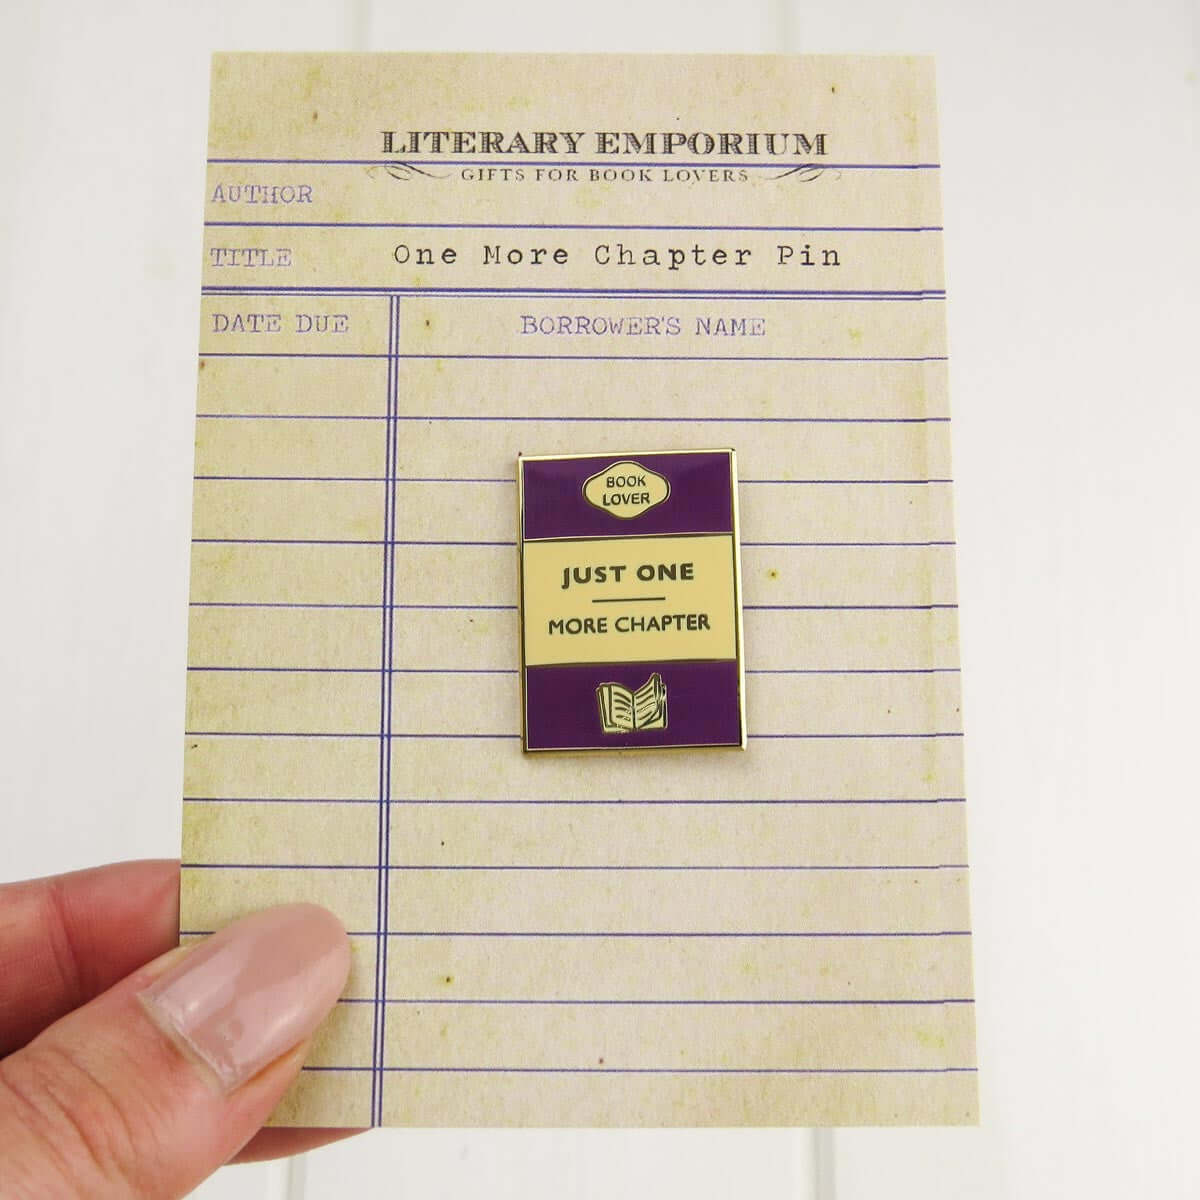 LITERARY EMPORIUM
GIFTS FOR BOOK LOVERS
AUTHOR
TITLE One More Chapter Pin
DATE DUE BORROWER'S NAME
BOOK
LOVER
JUST ONE
MORE CHAPTER